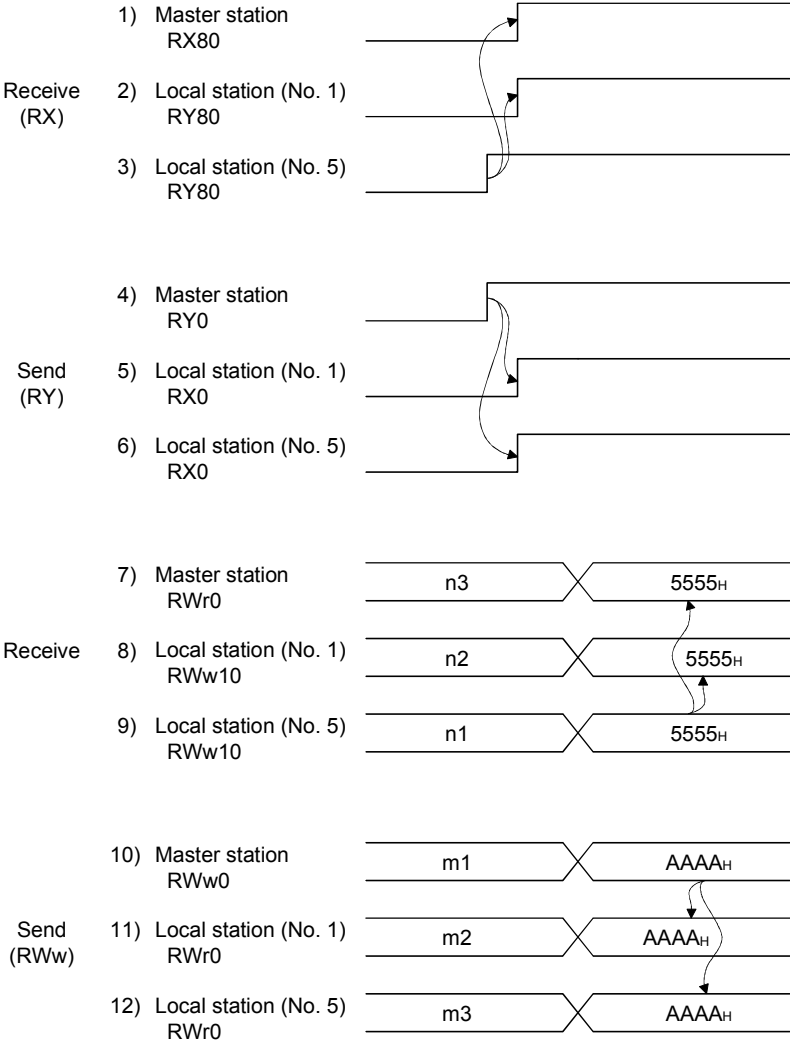 1) Master station
RX80
Receive
(RX)
2) Local station (No. 1)
RY80
3) Local station (No. 5)
RY80
4) Master station
RY0
Send
(RY)
5) Local station (No. 1)
RX0
6) Local station (No. 5)
RX0
7) Master station
RWr0
n3 5555H
Receive
8) Local station (No. 1)
RWw10
n2 5555H
9) Local station (No. 5)
RWw10
n1 5555H
10) Master station
RWw0
m1 AAAAH
Send
(RWw)
11) Local station (No. 1)
RWr0
m2 AAAAH
12) Local station (No. 5)
RWr0
m3 AAAAH